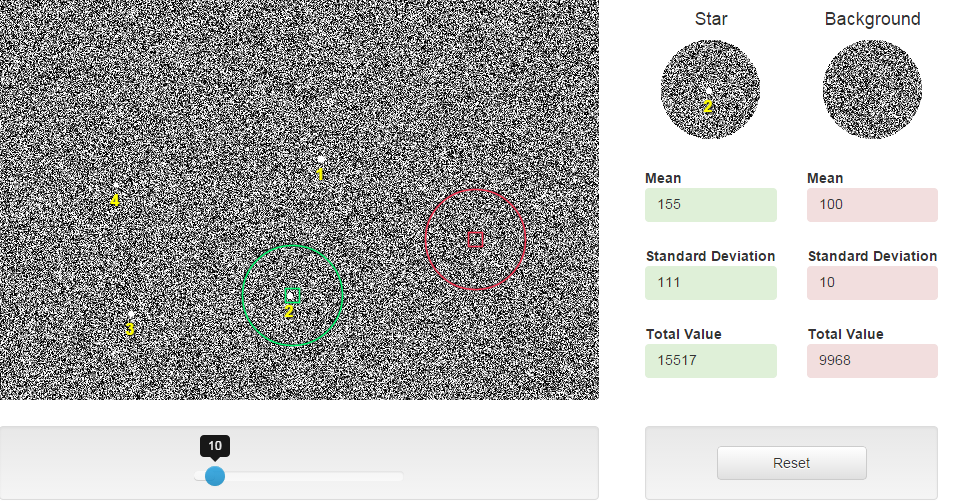 Star
Background
2
Mean
155
Mean
100
Standard Deviation
111
Standard Deviation
10
Total Value
15517
Total Value
9968
1
4
2
3
10
Reset